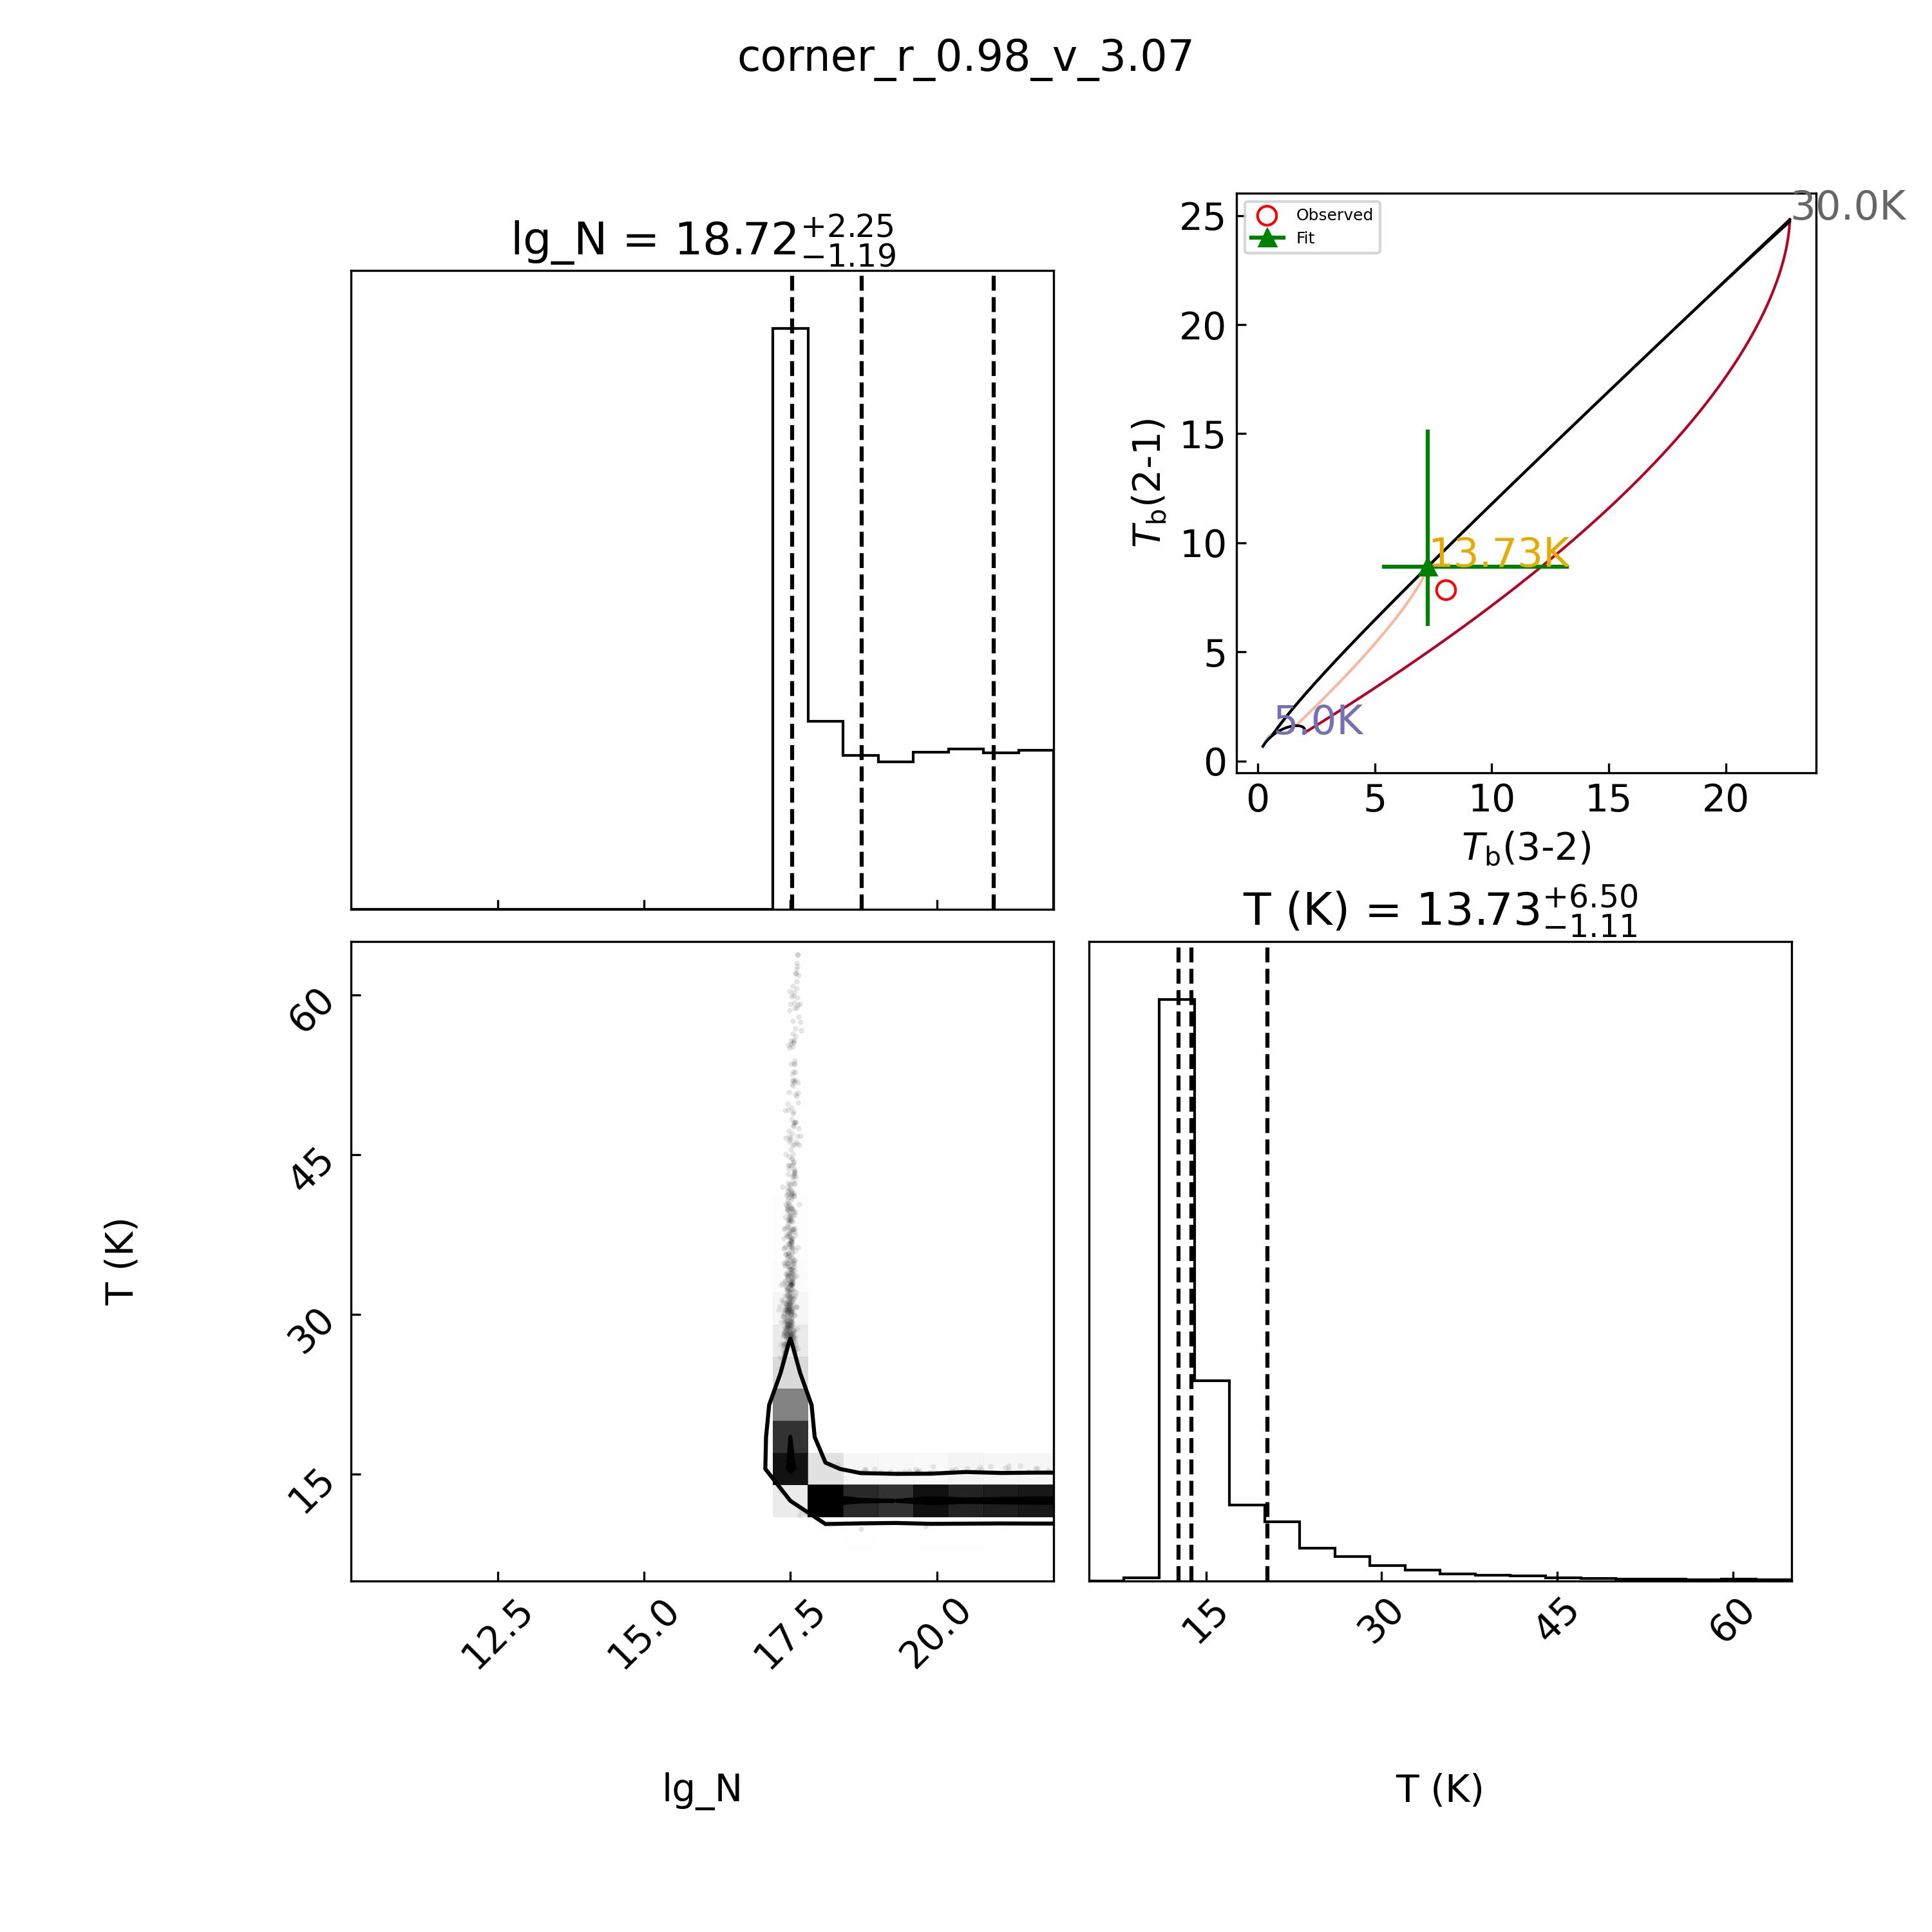 corner_r_0.98_v_3.07
lg_N = 18.72+2.25−1.19
30.0K
25
20
15
10
5
0
Tb(2-1)
Observed
Fit
13.73K
5.0K
0 5 10 15 20
Tb(3-2)
T (K) = 13.73+6.50−1.11
60
45
30
15
T (K)
12.5 15.0 17.5 20.0
lg_N
15 30 45 60
T (K)